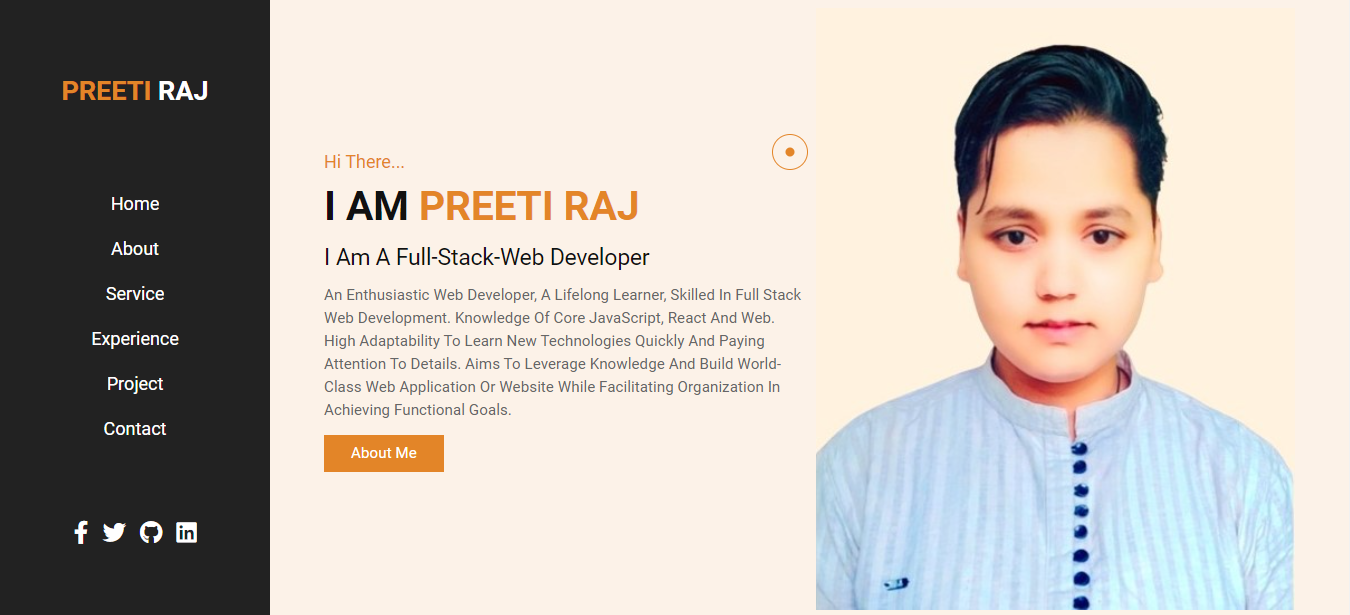 PREETI RAJ
Home
About
Service
Experience
Project
Contact
Hi There...
I AM PREETI RAJ
I Am A Full-Stack-Web Developer
An Enthusiastic Web Developer, A Lifelong Learner, Skilled In Full Stack
Web Development. Knowledge Of Core JavaScript, React And Web.
High Adaptability To Learn New Technologies Quickly And Paying
Attention To Details. Aims To Leverage Knowledge And Build World-
Class Web Application Or Website While Facilitating Organization In
Achieving Functional Goals.
About Me